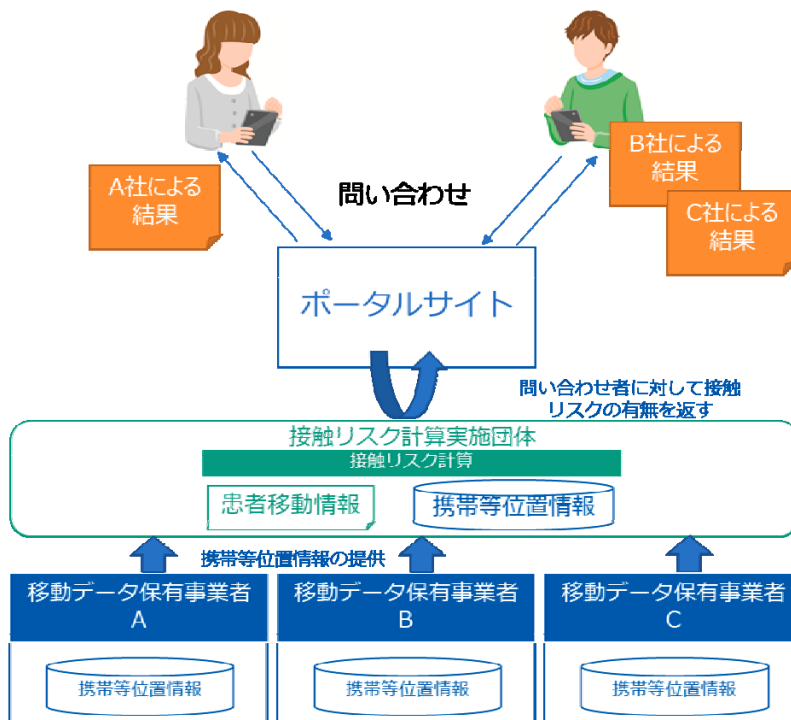 A社による
結果
B社による
結果
C社による
結果
問い合わせ
ポータルサイト
問い合わせ者に対して接触
リスクの有無を返す
接触リスク計算実施団体
接触リスク計算
患者移動情報
携帯等位置情報
携帯等位置情報の提供
移動データ保有事業者
A
移動データ保有事業者
B
移動データ保有事業者
C
携帯等位置情報
携帯等位置情報
携帯等位置情報